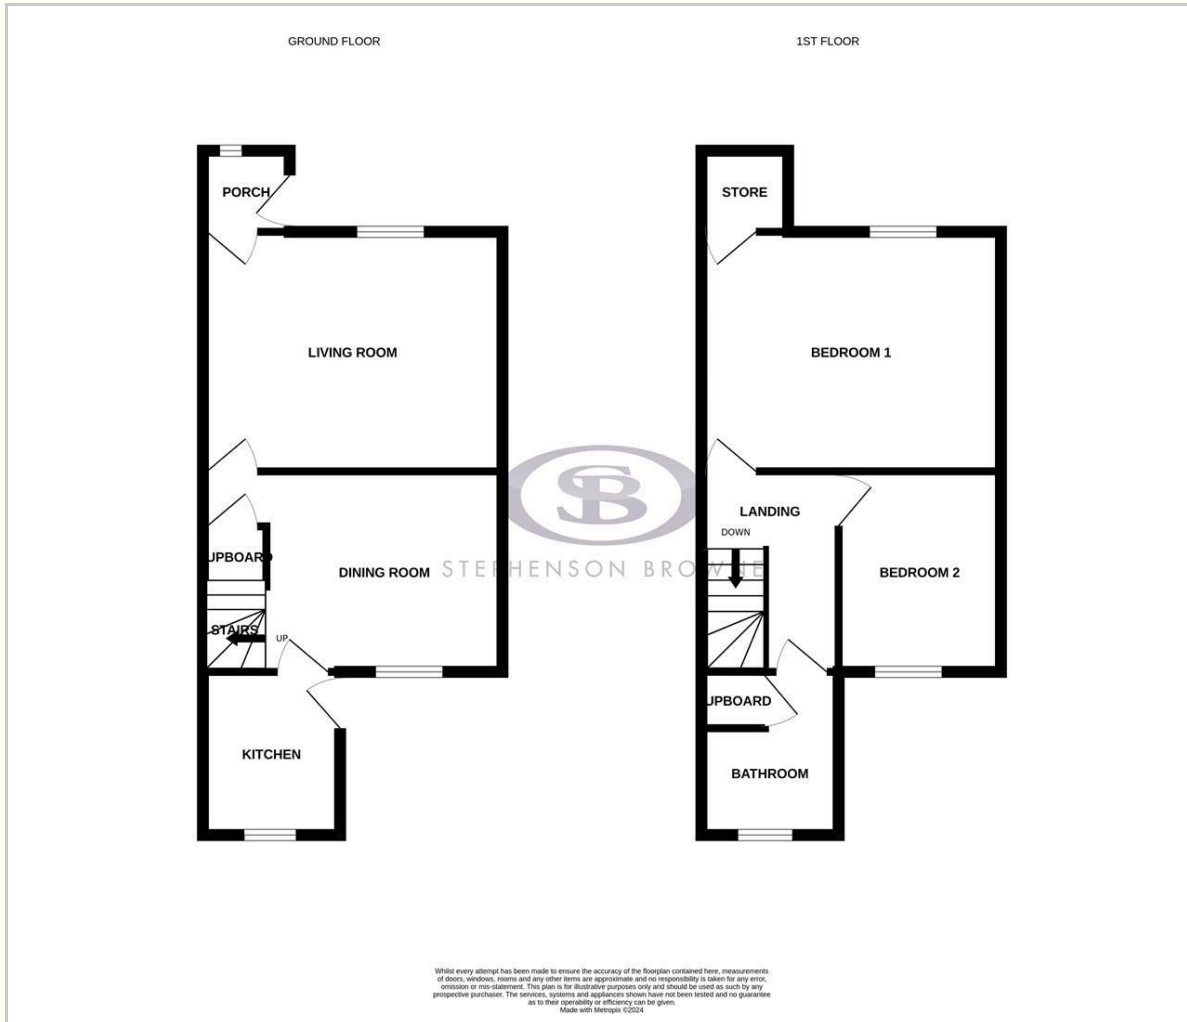 GROUND FLOOR
PORCH
LIVING ROOM
UPBOARD
DINING ROOM
STAIRS
UP
KITCHEN
1ST FLOOR
STORE
BEDROOM 1
LANDING
DOWN
BEDROOM 2
UPBOARD
BATHROOM
SB
STEPHENSON BROWNE
Whilst every attempt has been made to ensure the accuracy of the floorplan contained here, measurements
of doors, windows, rooms and any other items are approximate and no responsibility is taken for any error,
omission or mis-statement. This plan is for illustrative purposes only and should be used as such by any
prospective purchaser. The services, systems and appliances shown have not been tested and no guarantee
as to their operability or efficiency can be given.
Made with Metropix ©2024